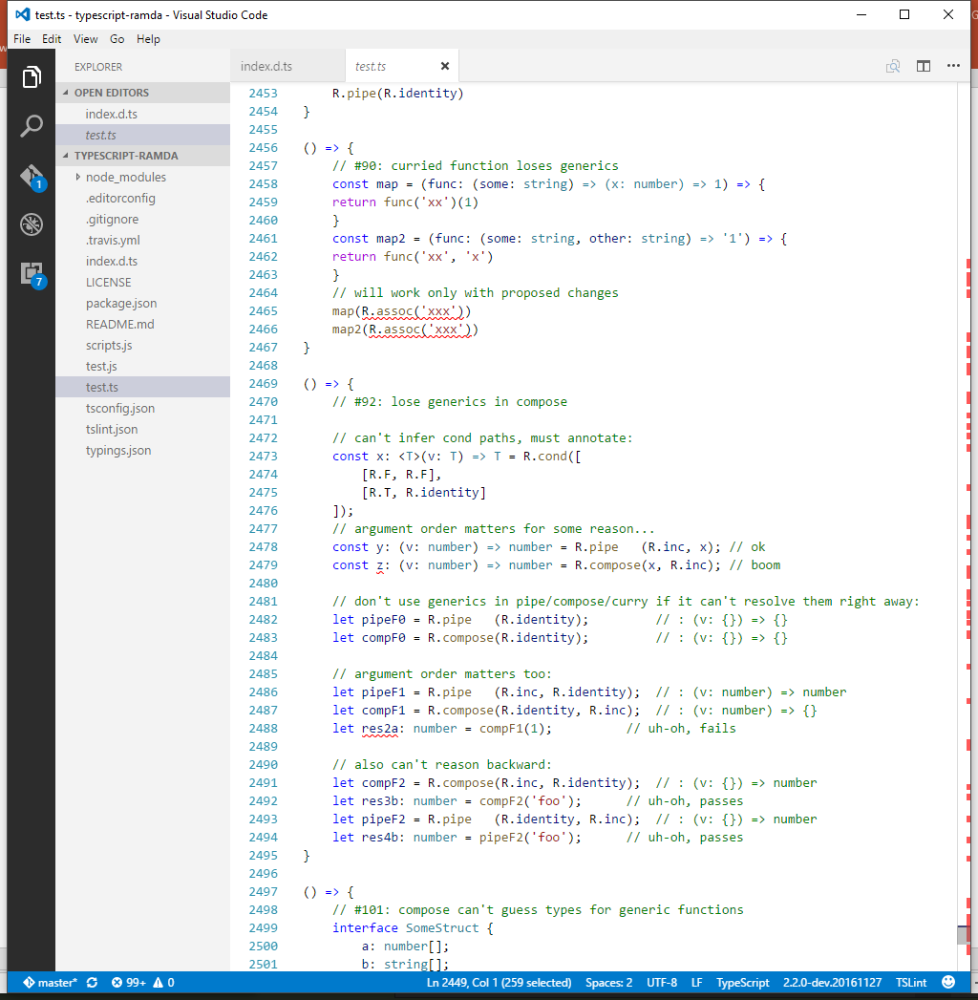 test.ts - typescript-ramda - Visual Studio Code
File Edit View Go Help
EXPLORER
OPEN EDITORS
index.d.ts
test.ts
TYPESCRIPT-RAMDA
node_modules
.editorconfig
.gitignore
.travis.yml
index.d.ts
LICENSE
package.json
README.md
scripts.js
test.js
test.ts
tsconfig.json
tslint.json
typings.json
1
7
index.d.ts test.ts
2453     R.pipe(R.identity)
2454 }
2455
2456 () => {
2457     // #90: curried function loses generics
2458     const map = (func: (some: string) => (x: number) => 1) => {
2459     return func('xx')(1)
2460     }
2461     const map2 = (func: (some: string, other: string) => '1') => {
2462     return func('xx', 'x')
2463     }
2464     // will work only with proposed changes
2465     map(R.assoc('xxx'))
2466     map2(R.assoc('xxx'))
2467 }
2468
2469 () => {
2470     // #92: lose generics in compose
2471
2472     // can't infer cond paths, must annotate:
2473     const x: <T>(v: T) => T = R.cond([
2474         [R.F, R.F],
2475         [R.T, R.identity]
2476     ]);
2477     // argument order matters for some reason...
2478     const y: (v: number) => number = R.pipe   (R.inc, x); // ok
2479     const z: (v: number) => number = R.compose(x, R.inc); // boom
2480
2481     // don't use generics in pipe/compose/curry if it can't resolve them right away:
2482     let pipeF0 = R.pipe   (R.identity);         // : (v: {}) => {}
2483     let compF0 = R.compose(R.identity);         // : (v: {}) => {}
2484
2485     // argument order matters too:
2486     let pipeF1 = R.pipe   (R.inc, R.identity);  // : (v: number) => number
2487     let compF1 = R.compose(R.identity, R.inc);  // : (v: number) => {}
2488     let res2a: number = compF1(1);          // uh-oh, fails
2489
2490     // also can't reason backward:
2491     let compF2 = R.compose(R.inc, R.identity);  // : (v: {}) => number
2492     let res3b: number = compF2('foo');      // uh-oh, passes
2493     let pipeF2 = R.pipe   (R.identity, R.inc);  // : (v: {}) => number
2494     let res4b: number = pipeF2('foo');      // uh-oh, passes
2495 }
2496
2497 () => {
2498     // #101: compose can't guess types for generic functions
2499     interface SomeStruct {
2500         a: number[];
2501         b: string[];
master* 99+ 0 Ln 2449, Col 1 (259 selected) Spaces: 2 UTF-8 LF TypeScript 2.2.0-dev.20161127 TSLint